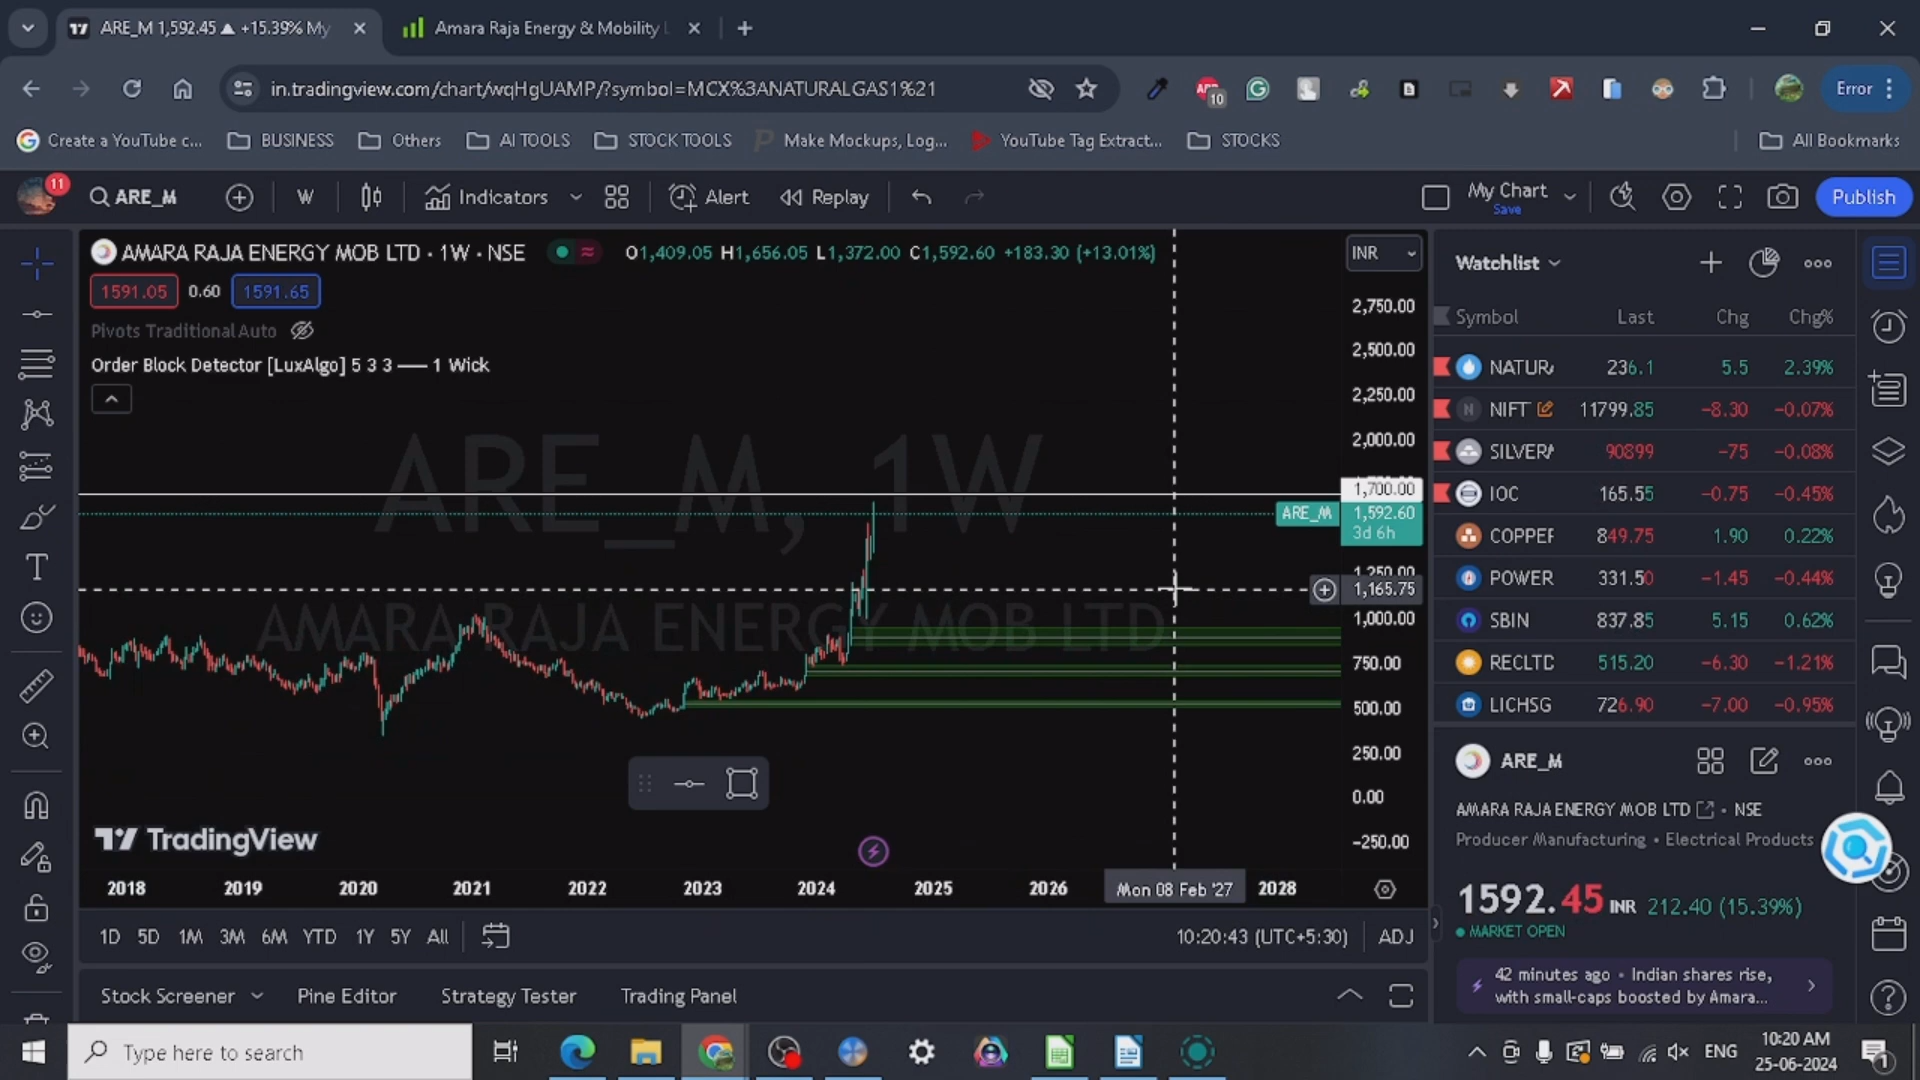 ARE_M 1,592.45 ▲ +15.39% My
Amara Raja Energy & Mobility L
in.tradingview.com/chart/wqHgUAMP/?symbol=MCX%3ANATURALGAS1%21
10
Error
Create a YouTube c...
BUSINESS
Others
AI TOOLS
STOCK TOOLS
Make Mockups, Log...
YouTube Tag Extract...
STOCKS
All Bookmarks
11
ARE_M
W
Indicators
Alert
Replay
My Chart
Save
Publish
AMARA RAJA ENERGY MOB LTD · 1W · NSE
O1,409.05 H1,656.05 L1,372.00 C1,592.60 +183.30 (+13.01%)
INR
1591.05 0.60 1591.65
Pivots Traditional Auto
Order Block Detector [LuxAlgo] 5 3 3 —— 1 Wick
ARE_M, 1W
AMARA RAJA ENERGY MOB LTD
2,750.00
2,500.00
2,250.00
2,000.00
1,700.00
ARE_M 1,592.60
3d 6h
1,250.00
1,165.75
1,000.00
750.00
500.00
250.00
0.00
-250.00
TradingView
2018 2019 2020 2021 2022 2023 2024 2025 2026 Mon 08 Feb '27 2028
1D 5D 1M 3M 6M YTD 1Y 5Y All
10:20:43 (UTC+5:30) ADJ
Stock Screener Pine Editor Strategy Tester Trading Panel
Watchlist
Symbol Last Chg Chg%
NATUR 236.1 5.5 2.39%
NIFT 11799.85 -8.30 -0.07%
SILVER 90899 -75 -0.08%
IOC 165.55 -0.75 -0.45%
COPPER 849.75 1.90 0.22%
POWER 331.50 -1.45 -0.44%
SBIN 837.85 5.15 0.62%
RECLTD 515.20 -6.30 -1.21%
LICHSG 726.90 -7.00 -0.95%
ARE_M
AMARA RAJA ENERGY MOB LTD · NSE
Producer Manufacturing • Electrical Products
1592.45 INR 212.40 (15.39%)
MARKET OPEN
42 minutes ago • Indian shares rise,
with small-caps boosted by Amara...
Type here to search
ENG
10:20 AM
25-06-2024
1